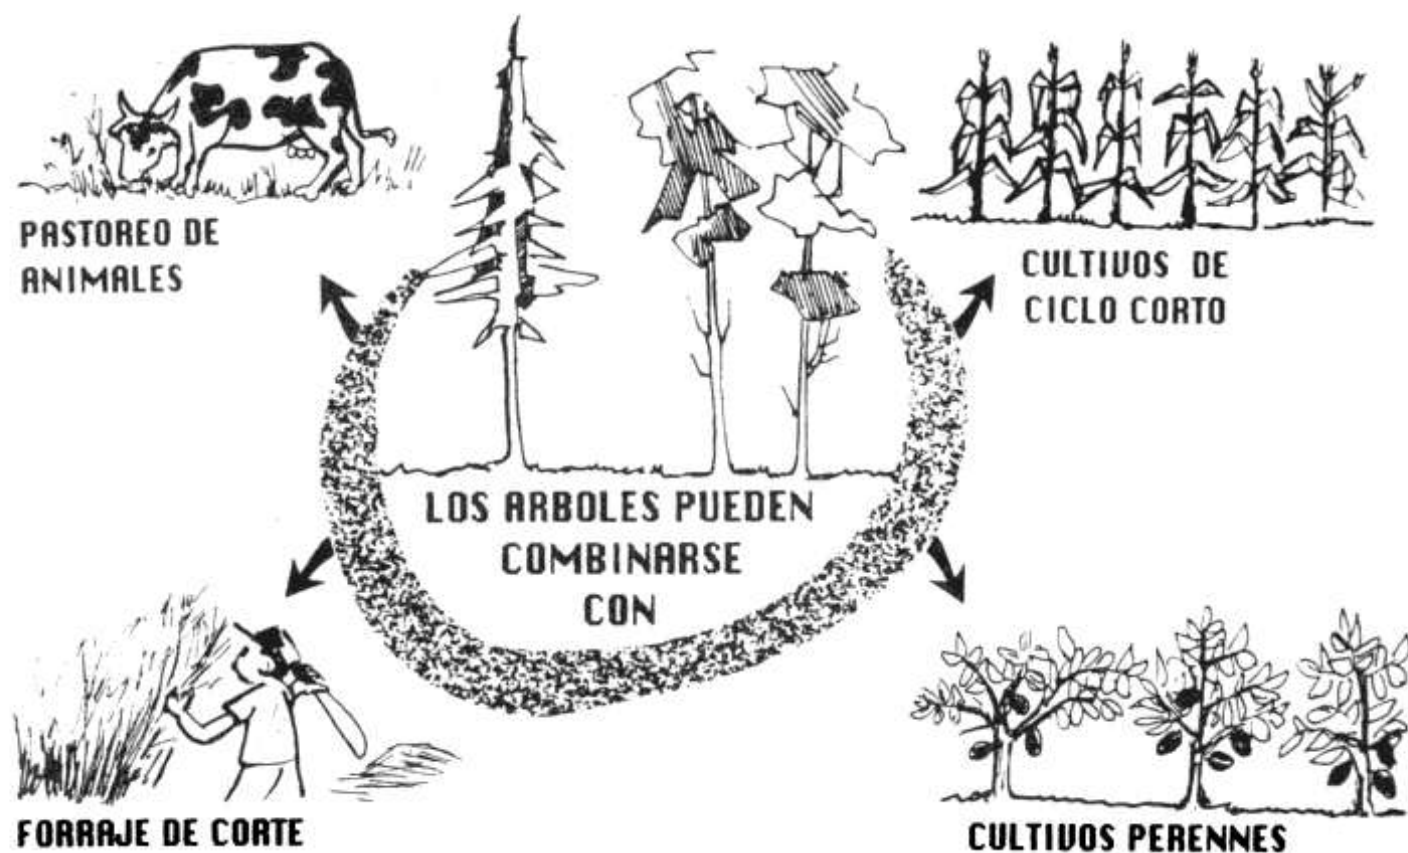 PASTOREO DE
ANIMALES
CULTIVOS DE
CICLO CORTO
LOS ARBOLES PUEDEN
COMBINARSE
CON
FORRAJE DE CORTE
CULTIVOS PERENNES